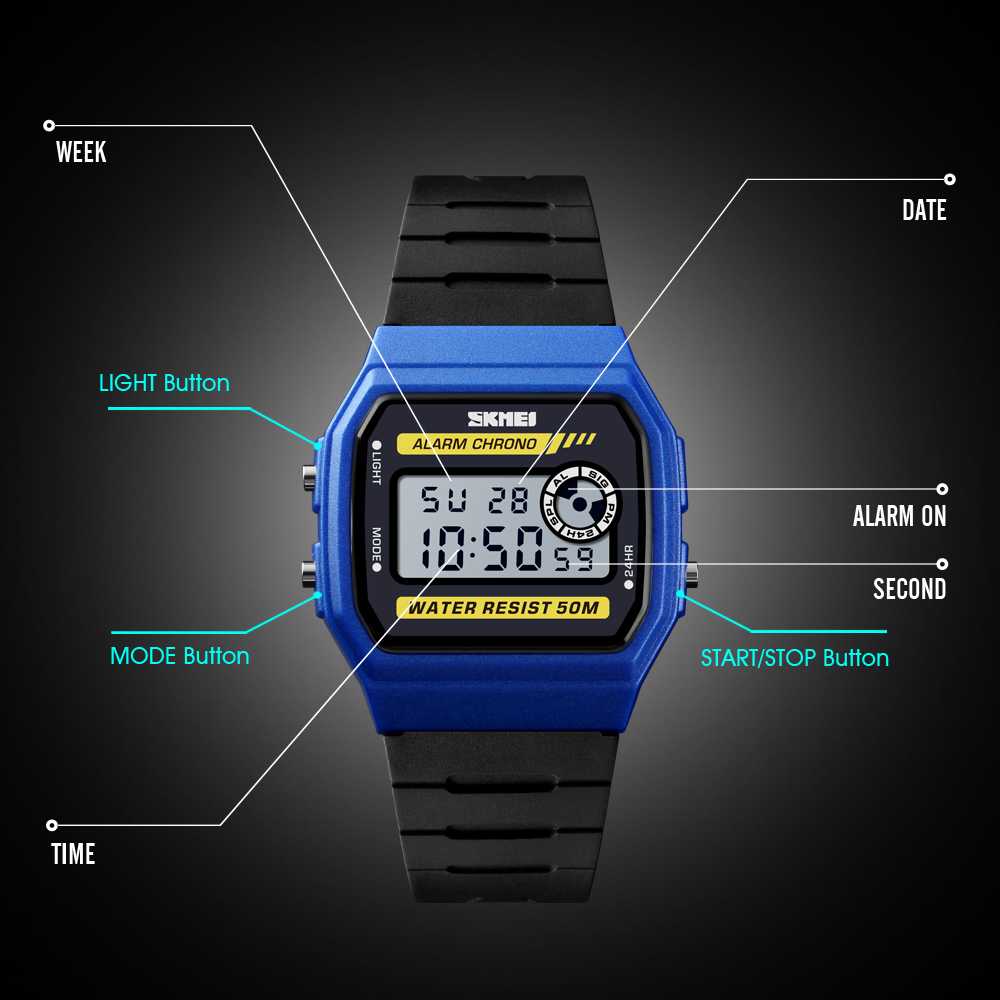 WEEK
DATE
LIGHT Button
SKMEI
ALARM CHRONO
LIGHT
SU 28
AL SIG PM 24H SPL
ALARM ON
MODE
10:50 59
24HR
SECOND
WATER RESIST 50M
MODE Button
START/STOP Button
TIME